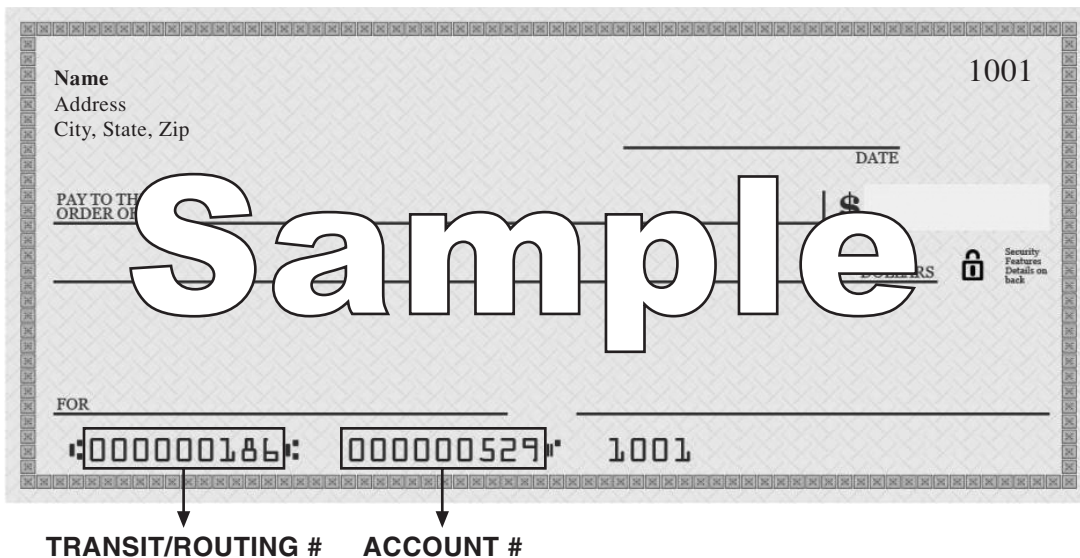 1001
Name
Address
City, State, Zip
DATE
PAY TO TH
ORDER OF
$
Sample
DOLLARS
Security
Features
Details on
back
FOR
⑆000000186⑆ 000000529⑈ 1001
TRANSIT/ROUTING # ACCOUNT #